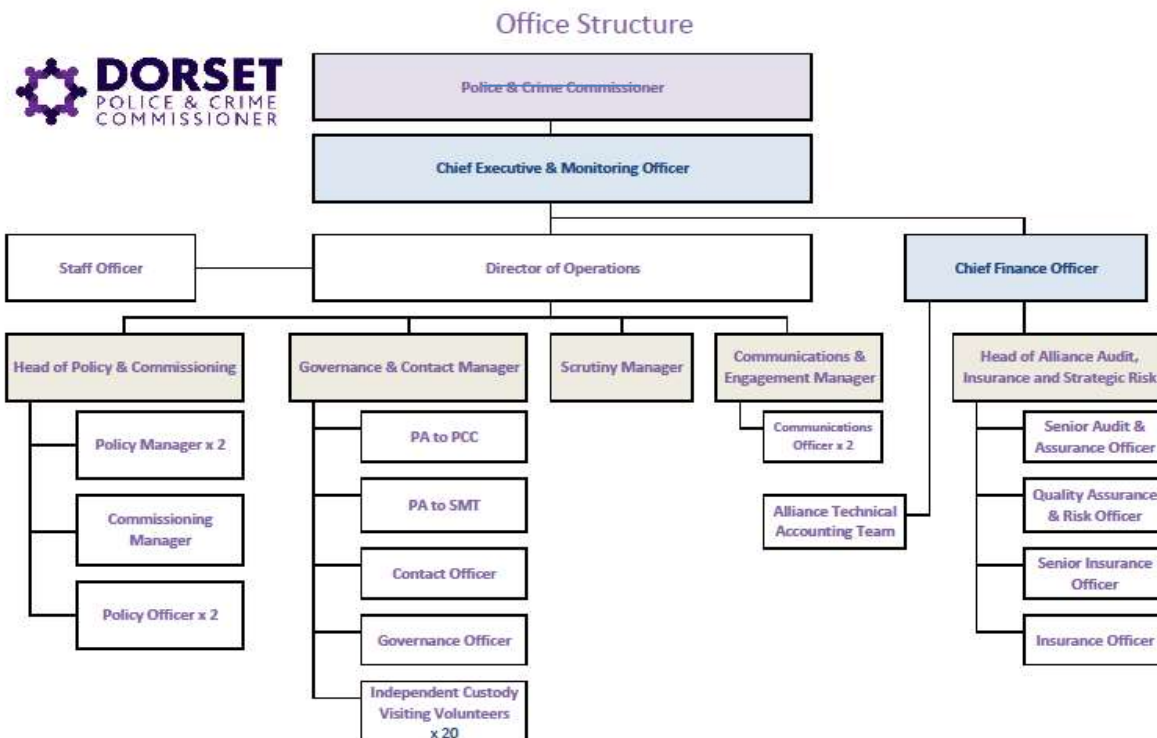 Office Structure
DORSET
POLICE & CRIME
COMMISSIONER
Police & Crime Commissioner
Chief Executive & Monitoring Officer
Staff Officer
Director of Operations
Chief Finance Officer
Head of Policy & Commissioning
Governance & Contact Manager
Scrutiny Manager
Communications &
Engagement Manager
Head of Alliance Audit,
Insurance and Strategic Risk
Policy Manager x 2
Commissioning
Manager
Policy Officer x 2
PA to PCC
PA to SMT
Contact Officer
Governance Officer
Independent Custody
Visiting Volunteers
x 20
Communications
Officer x 2
Alliance Technical
Accounting Team
Senior Audit &
Assurance Officer
Quality Assurance
& Risk Officer
Senior Insurance
Officer
Insurance Officer